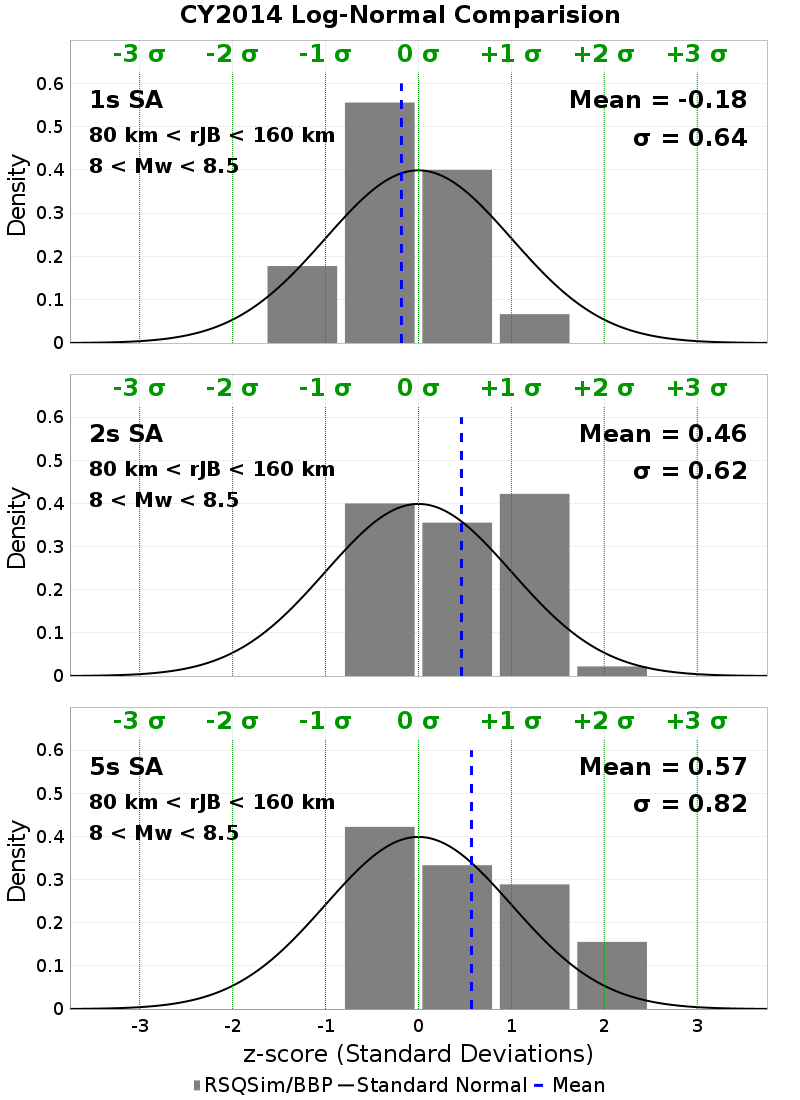 CY2014 Log-Normal Comparision
-3 σ -2 σ -1 σ 0 σ +1 σ +2 σ +3 σ
0.6
0.5
0.4
0.3
0.2
0.1
0
Density
1s SA
80 km < rJB < 160 km
8 < Mw < 8.5
Mean = -0.18
σ = 0.64
-3 σ -2 σ -1 σ 0 σ +1 σ +2 σ +3 σ
0.6
0.5
0.4
0.3
0.2
0.1
0
Density
2s SA
80 km < rJB < 160 km
8 < Mw < 8.5
Mean = 0.46
σ = 0.62
-3 σ -2 σ -1 σ 0 σ +1 σ +2 σ +3 σ
0.6
0.5
0.4
0.3
0.2
0.1
0
Density
5s SA
80 km < rJB < 160 km
8 < Mw < 8.5
Mean = 0.57
σ = 0.82
-3 -2 -1 0 1 2 3
z-score (Standard Deviations)
RSQSim/BBP Standard Normal Mean